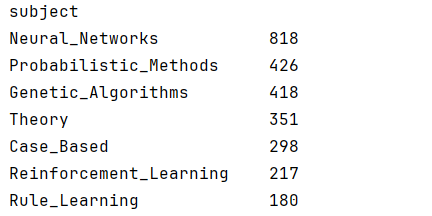 subject
Neural_Networks 818
Probabilistic_Methods 426
Genetic_Algorithms 418
Theory 351
Case_Based 298
Reinforcement_Learning 217
Rule_Learning 180